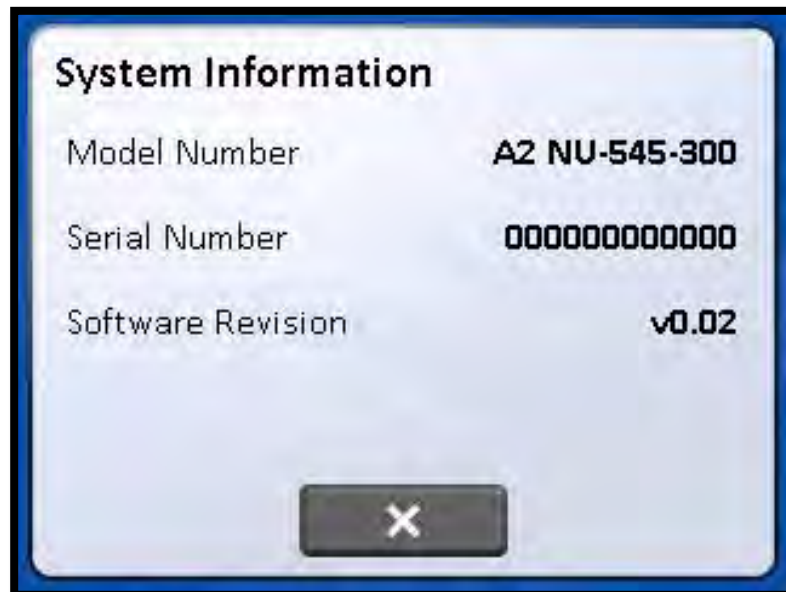 System Information
Model Number A2 NU-545-300
Serial Number 000000000000
Software Revision v0.02